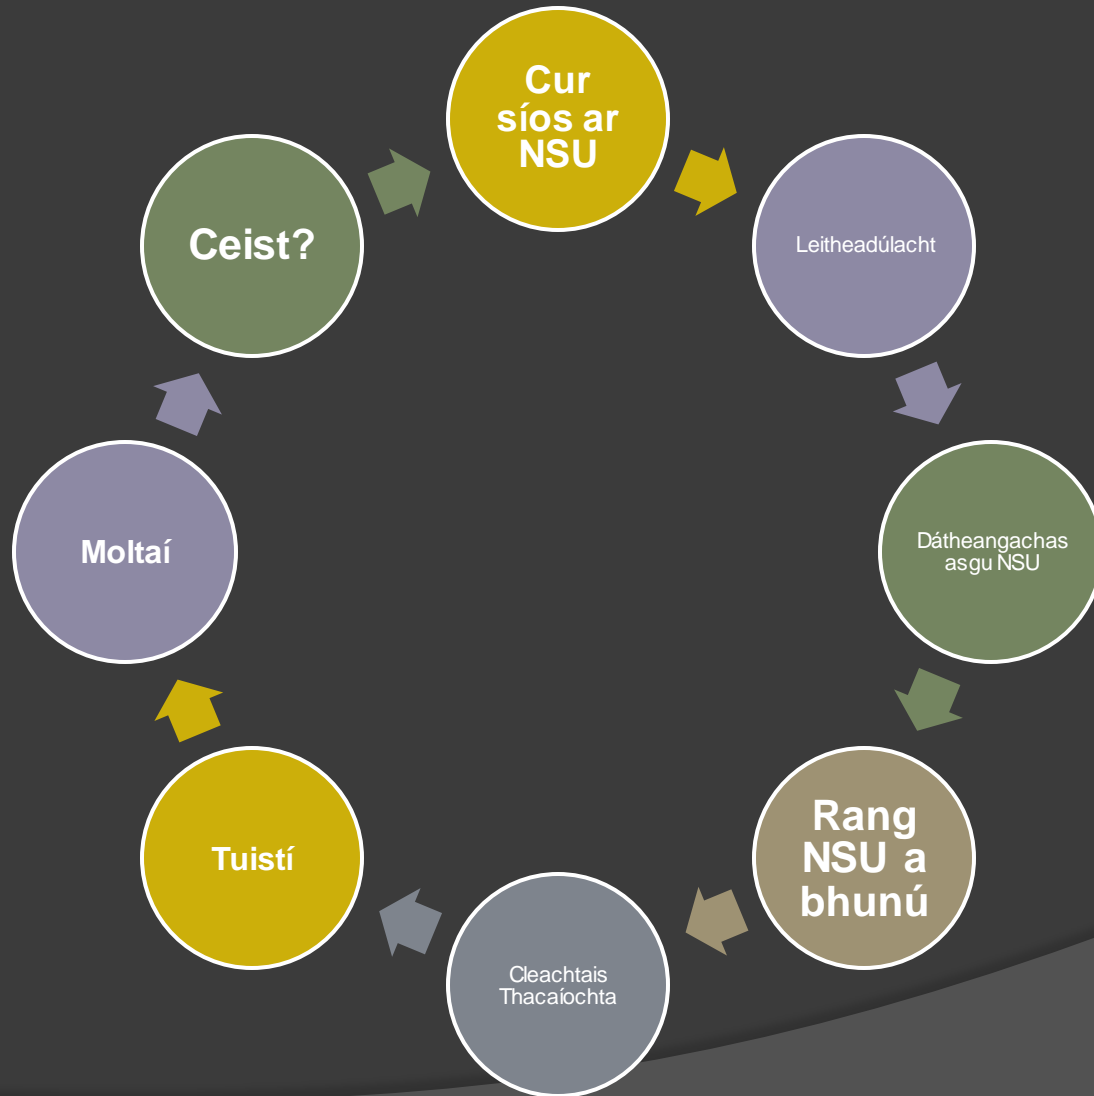 Cur
síos ar
NSU
Leitheadúlacht
Dátheangachas
asgu NSU
Rang
NSU a
bhunú
Cleachtais
Thacaíochta
Tuistí
Moltaí
Ceist?